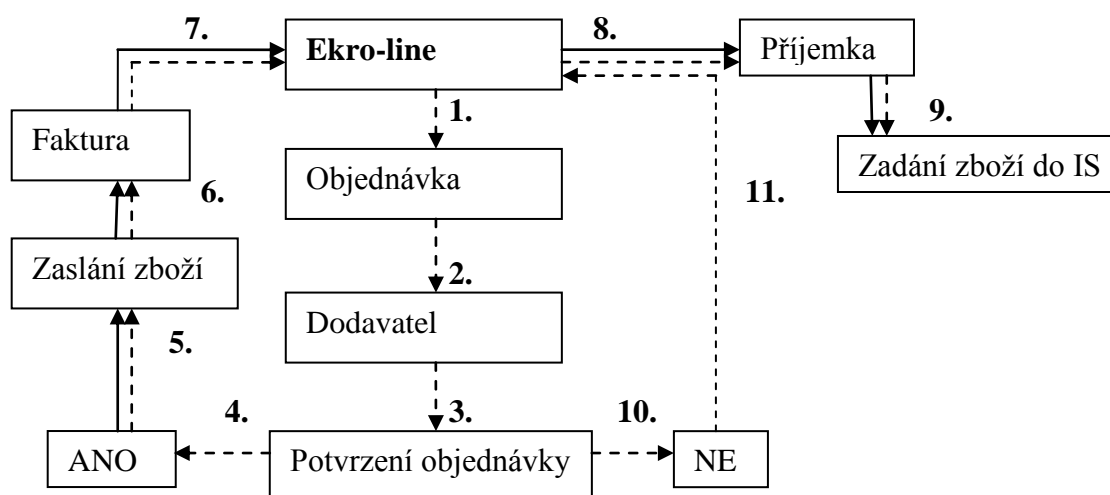 7.
Ekro-line
8.
Příjemka
1.
9.
Faktura
Objednávka
Zadání zboží do IS
6.
11.
Zaslání zboží
2.
Dodavatel
5.
4.
3.
10.
ANO
Potvrzení objednávky
NE